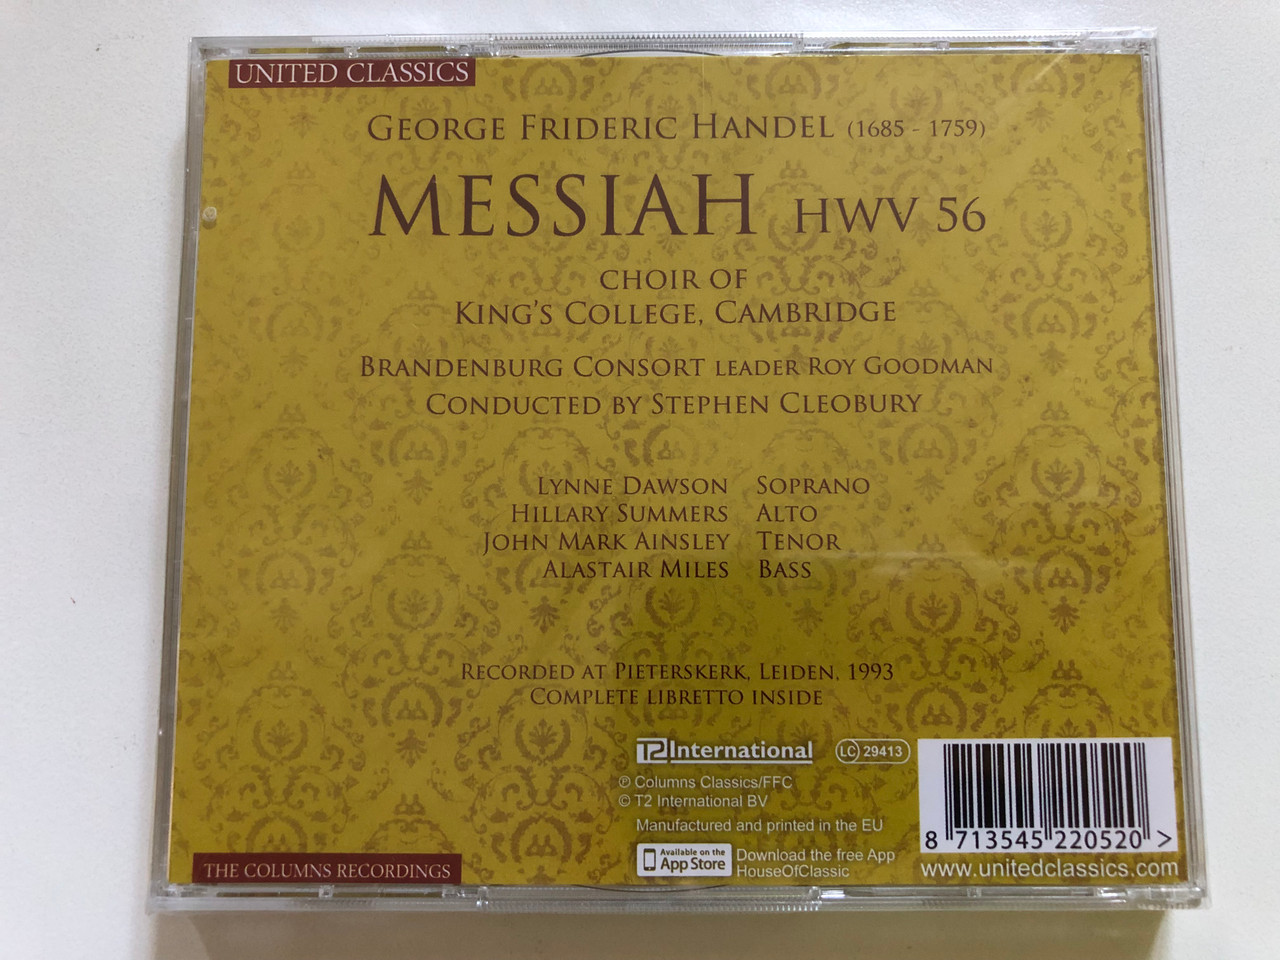 UNITED CLASSICS
GEORGE FRIDERIC HANDEL (1685 - 1759)
MESSIAH HWV 56
CHOIR OF
KING'S COLLEGE, CAMBRIDGE
BRANDENBURG CONSORT LEADER ROY GOODMAN
CONDUCTED BY STEPHEN CLEOBURY
LYNNE DAWSON SOPRANO
HILLARY SUMMERS ALTO
JOHN MARK AINSLEY TENOR
ALASTAIR MILES BASS
RECORDED AT PIETERSKERK, LEIDEN, 1993
COMPLETE LIBRETTO INSIDE
T2 International LC 29413
℗ Columns Classics/FFC
© T2 International BV
Manufactured and printed in the EU
Available on the
App Store
Download the free App
HouseOfClassic
8 713545 220520 >
www.unitedclassics.com
THE COLUMNS RECORDINGS